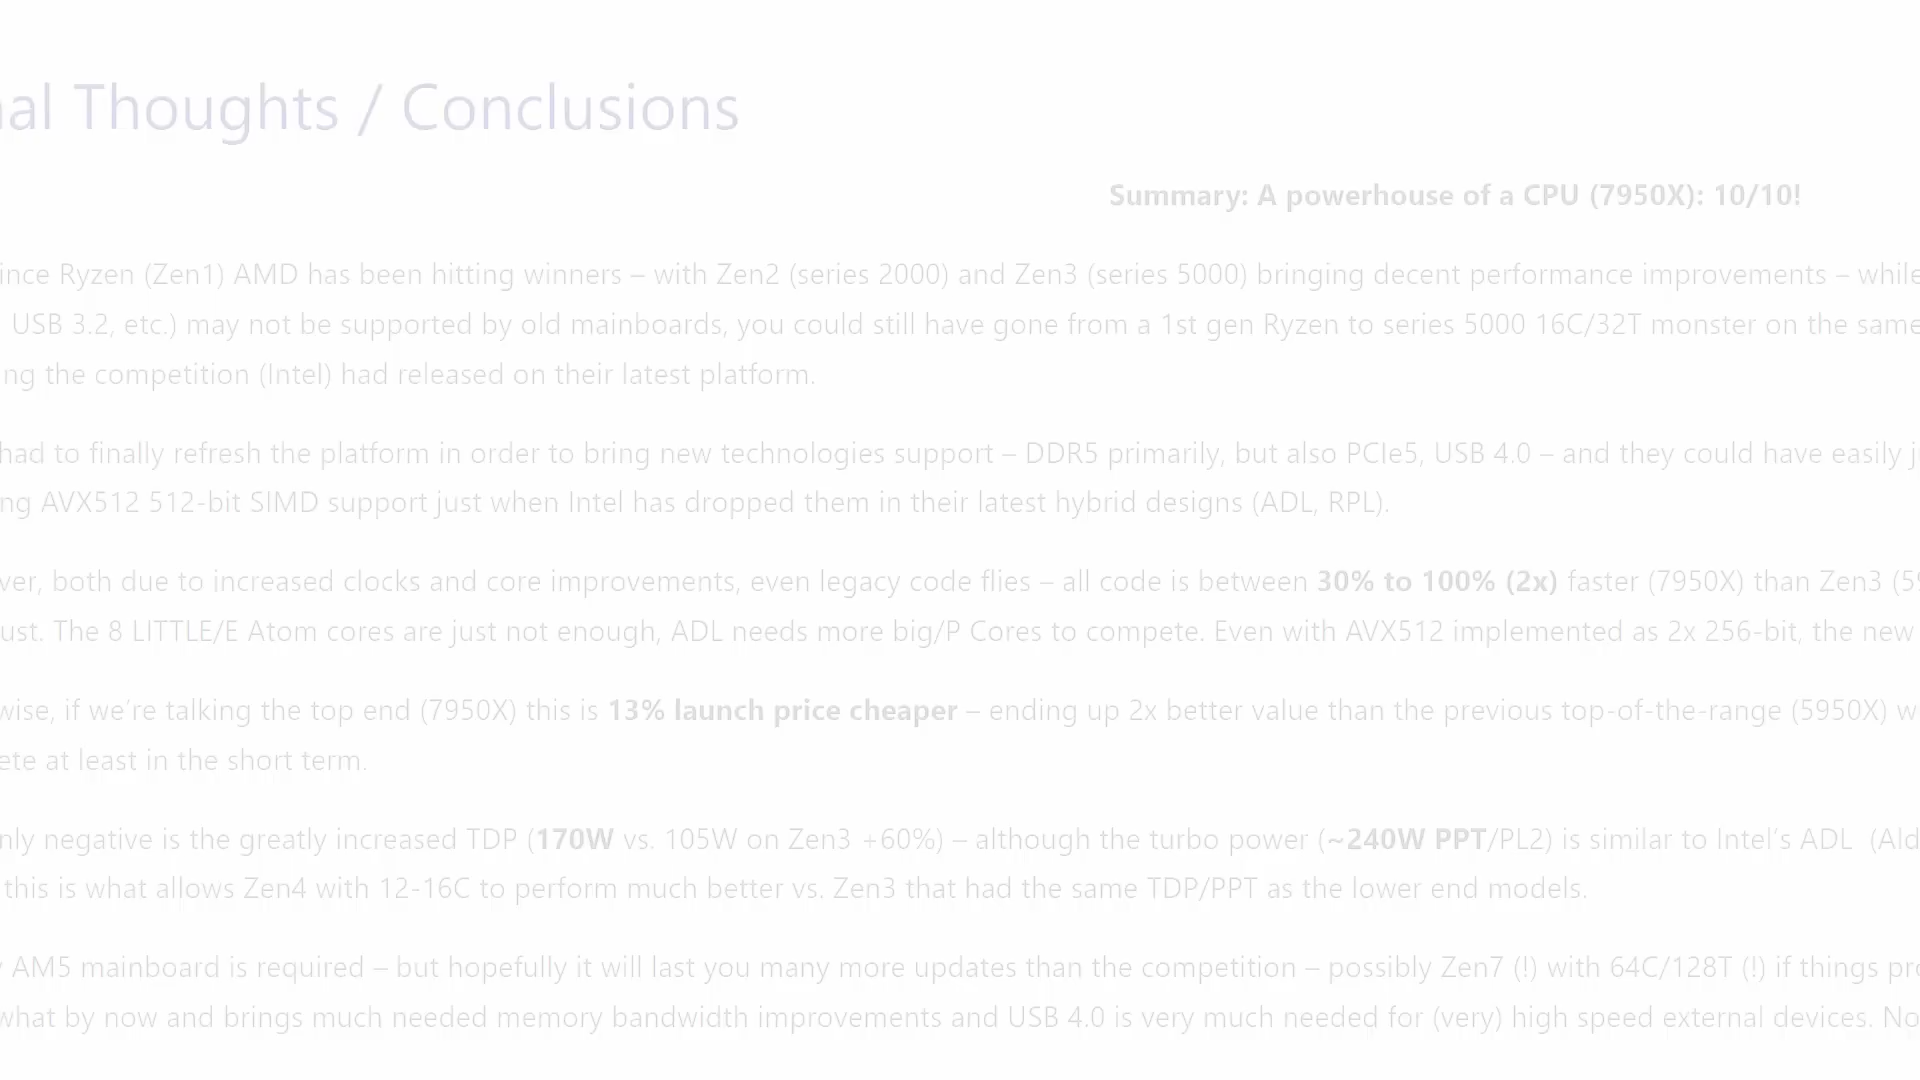 nal Thoughts / Conclusions
Summary: A powerhouse of a CPU (7950X): 10/10!
ince Ryzen (Zen1) AMD has been hitting winners – with Zen2 (series 2000) and Zen3 (series 5000) bringing decent performance improvements – while
USB 3.2, etc.) may not be supported by old mainboards, you could still have gone from a 1st gen Ryzen to series 5000 16C/32T monster on the same
ng the competition (Intel) had released on their latest platform.
had to finally refresh the platform in order to bring new technologies support – DDR5 primarily, but also PCIe5, USB 4.0 – and they could have easily j
ng AVX512 512-bit SIMD support just when Intel has dropped them in their latest hybrid designs (ADL, RPL).
ver, both due to increased clocks and core improvements, even legacy code flies – all code is between 30% to 100% (2x) faster (7950X) than Zen3 (59
ust. The 8 LITTLE/E Atom cores are just not enough, ADL needs more big/P Cores to compete. Even with AVX512 implemented as 2x 256-bit, the new
wise, if we’re talking the top end (7950X) this is 13% launch price cheaper – ending up 2x better value than the previous top-of-the-range (5950X) w
ete at least in the short term.
nly negative is the greatly increased TDP (170W vs. 105W on Zen3 +60%) – although the turbo power (~240W PPT/PL2) is similar to Intel’s ADL (Ald
this is what allows Zen4 with 12-16C to perform much better vs. Zen3 that had the same TDP/PPT as the lower end models.
AM5 mainboard is required – but hopefully it will last you many more updates than the competition – possibly Zen7 (!) with 64C/128T (!) if things pro
what by now and brings much needed memory bandwidth improvements and USB 4.0 is very much needed for (very) high speed external devices. No